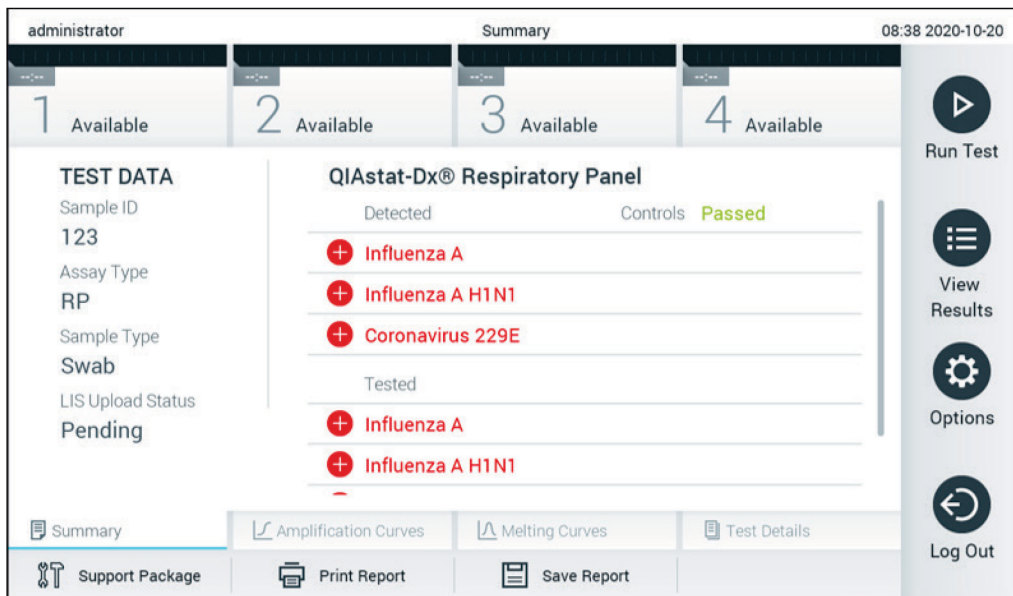 administrator
Summary
08:38 2020-10-20
--:--
1 Available
--:--
2 Available
--:--
3 Available
--:--
4 Available
TEST DATA
Sample ID
123
Assay Type
RP
Sample Type
Swab
LIS Upload Status
Pending
QIAstat-Dx® Respiratory Panel
Detected
Controls Passed
Influenza A
Influenza A H1N1
Coronavirus 229E
Tested
Influenza A
Influenza A H1N1
Run Test
View
Results
Options
Log Out
Summary
Amplification Curves
Melting Curves
Test Details
Support Package
Print Report
Save Report